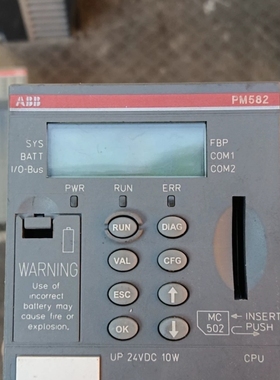 ABB PM582
SYS FBP
BATT COM1
I/O-Bus COM2
PWR RUN ERR
RUN DIAG
VAL CFG
ESC
OK
WARNING
Use of
incorrect
battery may
cause fire or
explosion.
MC
502
INSERT
PUSH
UP 24VDC 10W CPU